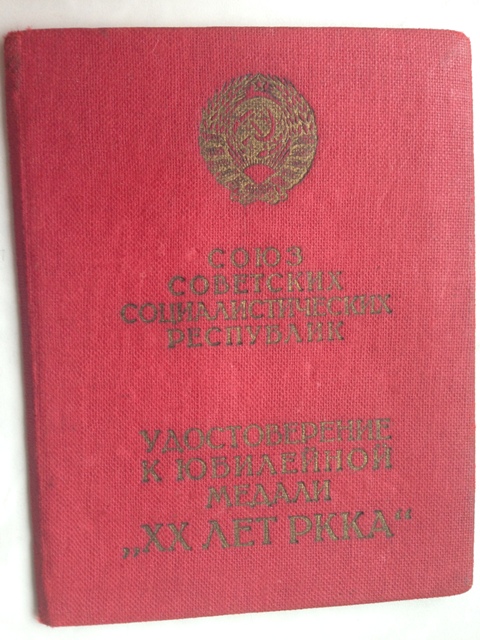 СОЮЗ
СОВЕТСКИХ
СОЦИАЛИСТИЧЕСКИХ
РЕСПУБЛИК
УДОСТОВЕРЕНИЕ
К ЮБИЛЕЙНОЙ
МЕДАЛИ
„XX ЛЕТ РККА“